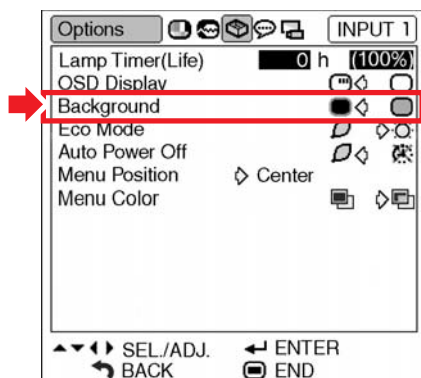 Options INPUT 1
Lamp Timer(Life) 0 h (100%)
OSD Display
Background
Eco Mode
Auto Power Off
Menu Position Center
Menu Color
SEL./ADJ. ENTER
BACK END